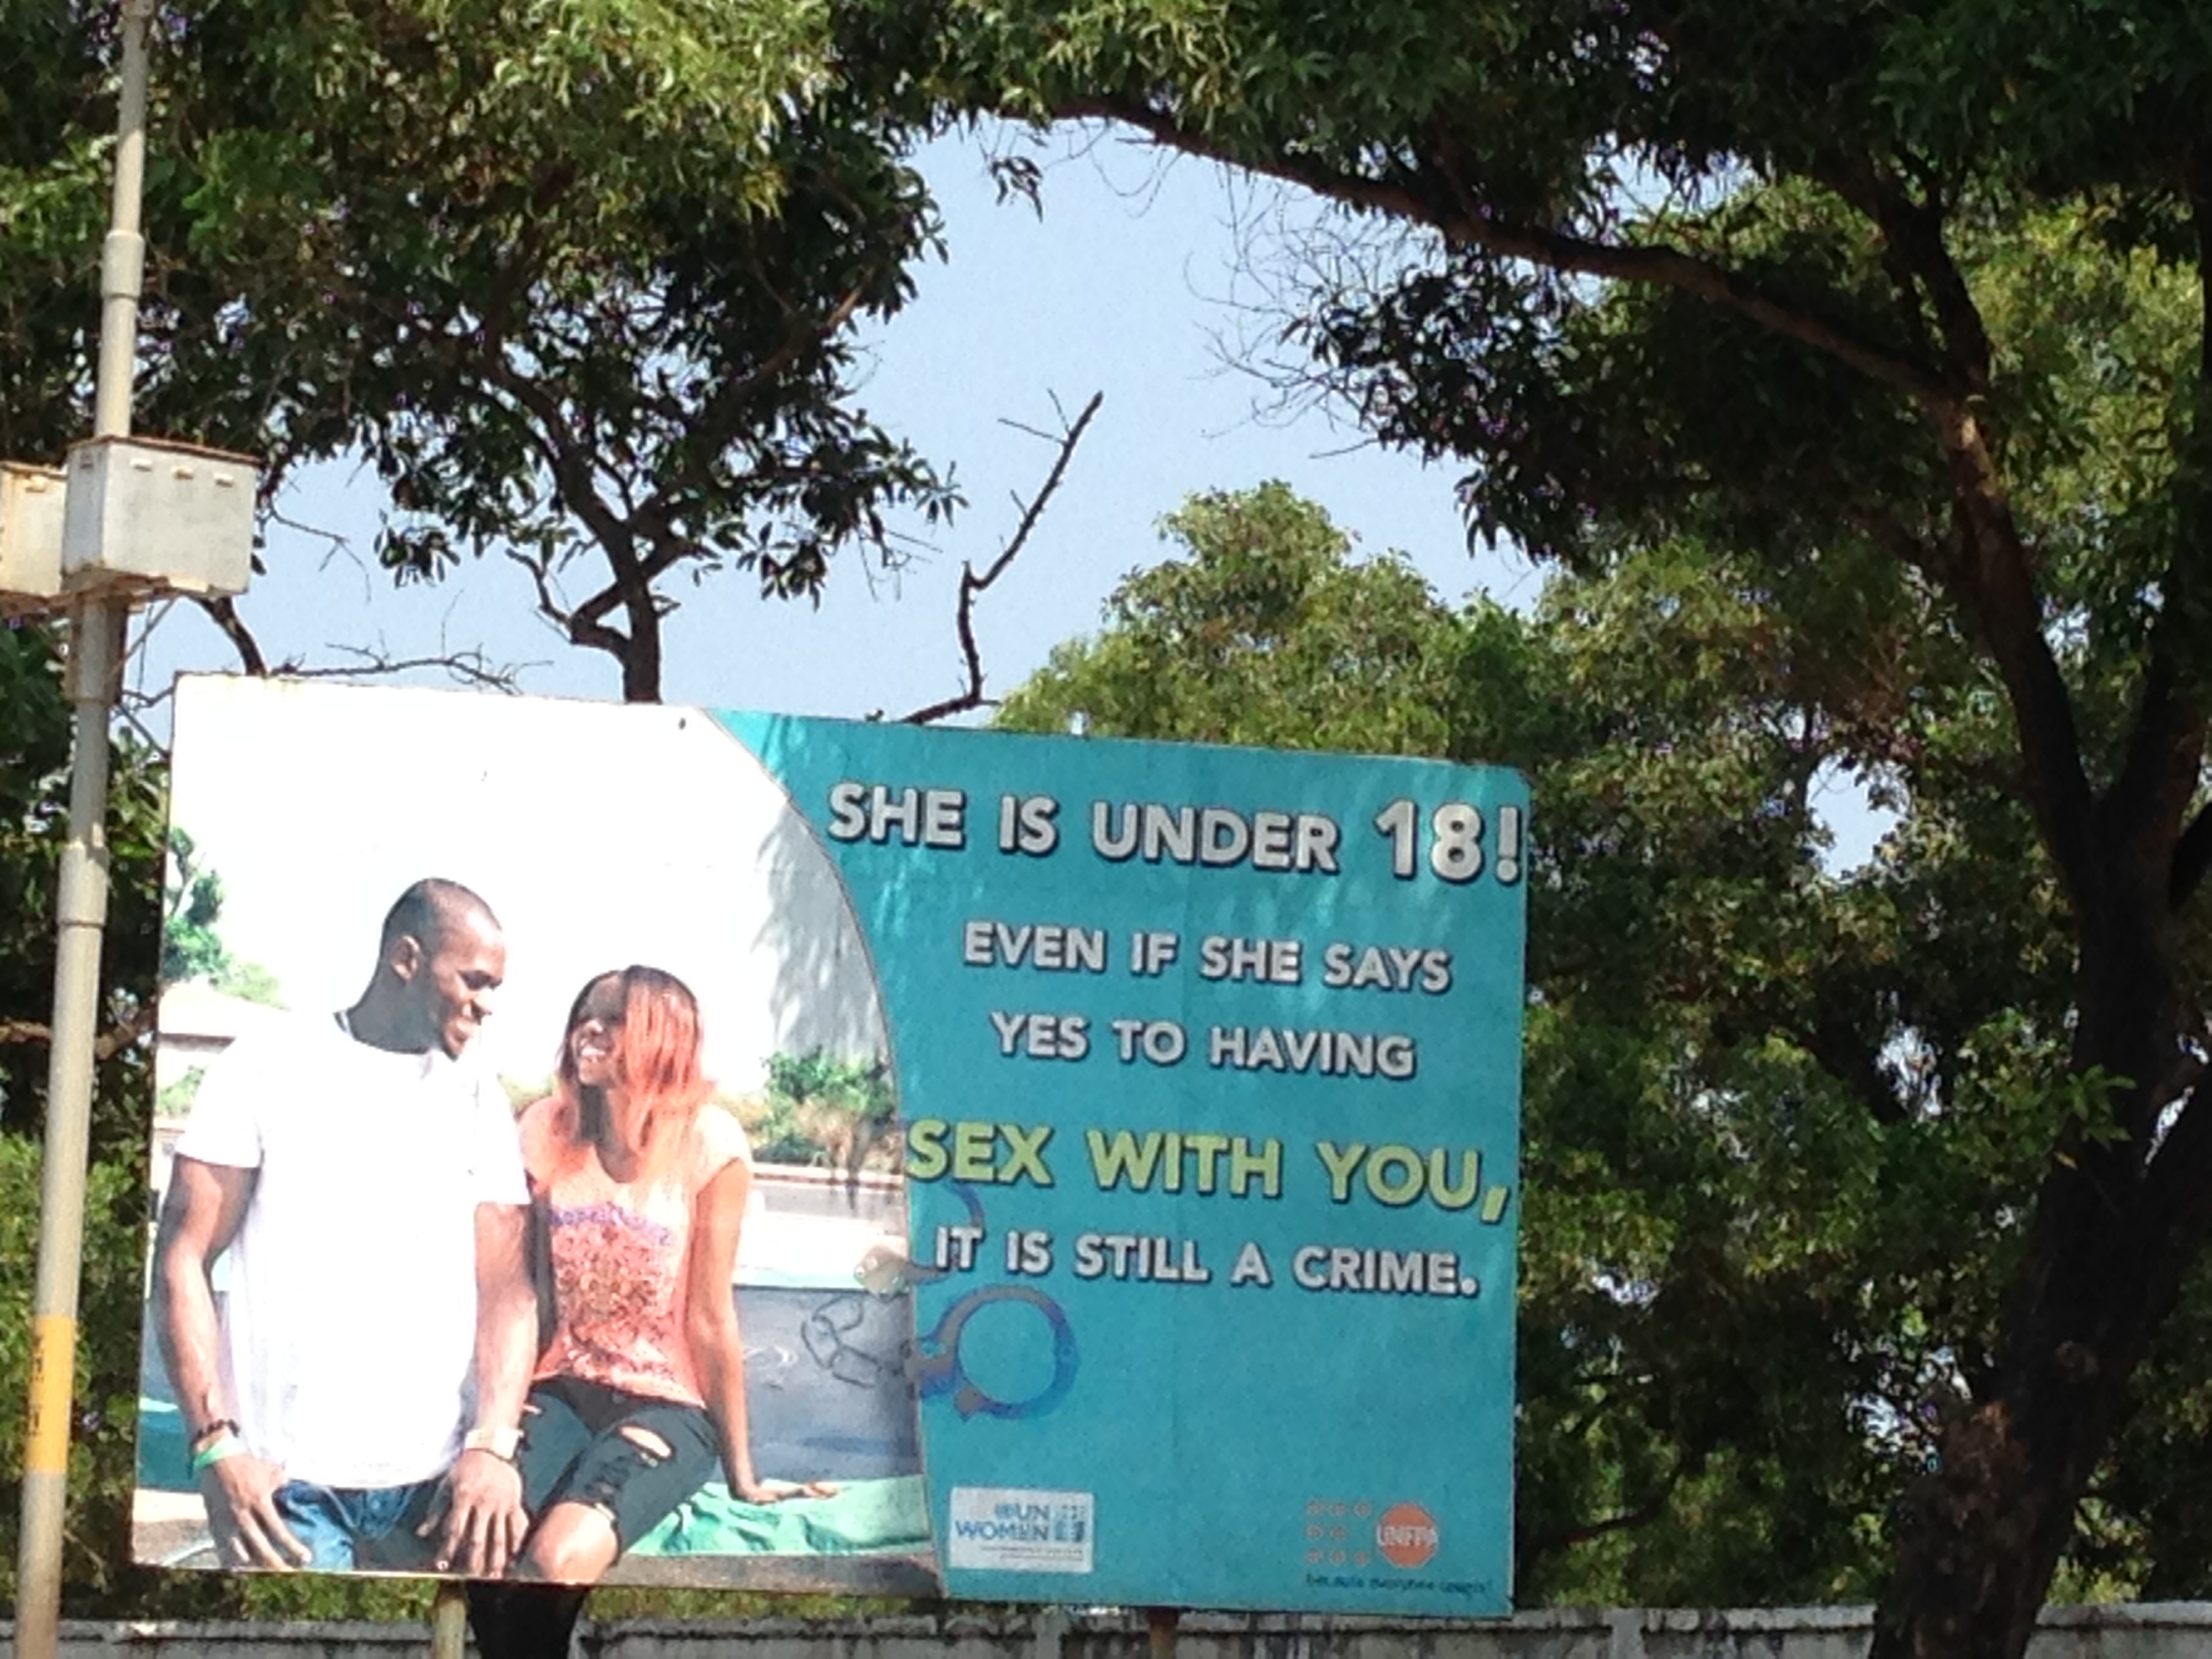 SHE IS UNDER 18!
EVEN IF SHE SAYS
YES TO HAVING
SEX WITH YOU,
IT IS STILL A CRIME.
UN
WOMEN
UNFPA